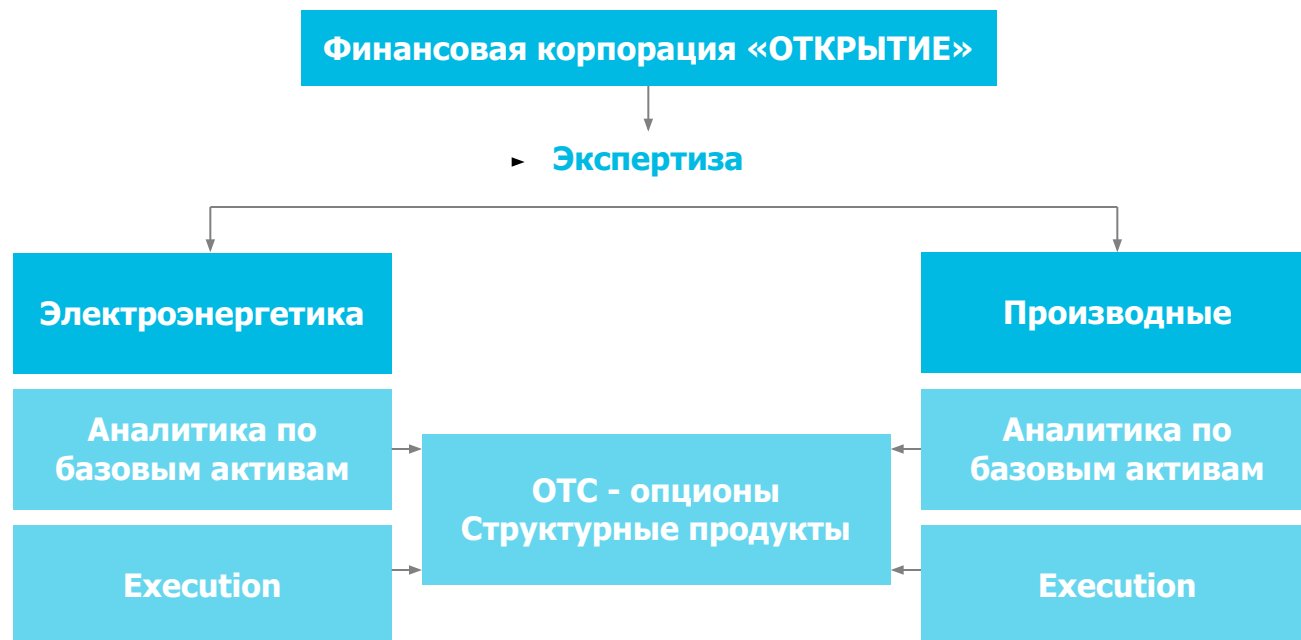 Финансовая корпорация «ОТКРЫТИЕ»
► Экспертиза
Электроэнергетика
Производные
Аналитика по
базовым активам
Аналитика по
базовым активам
ОТС - опционы
Структурные продукты
Execution
Execution